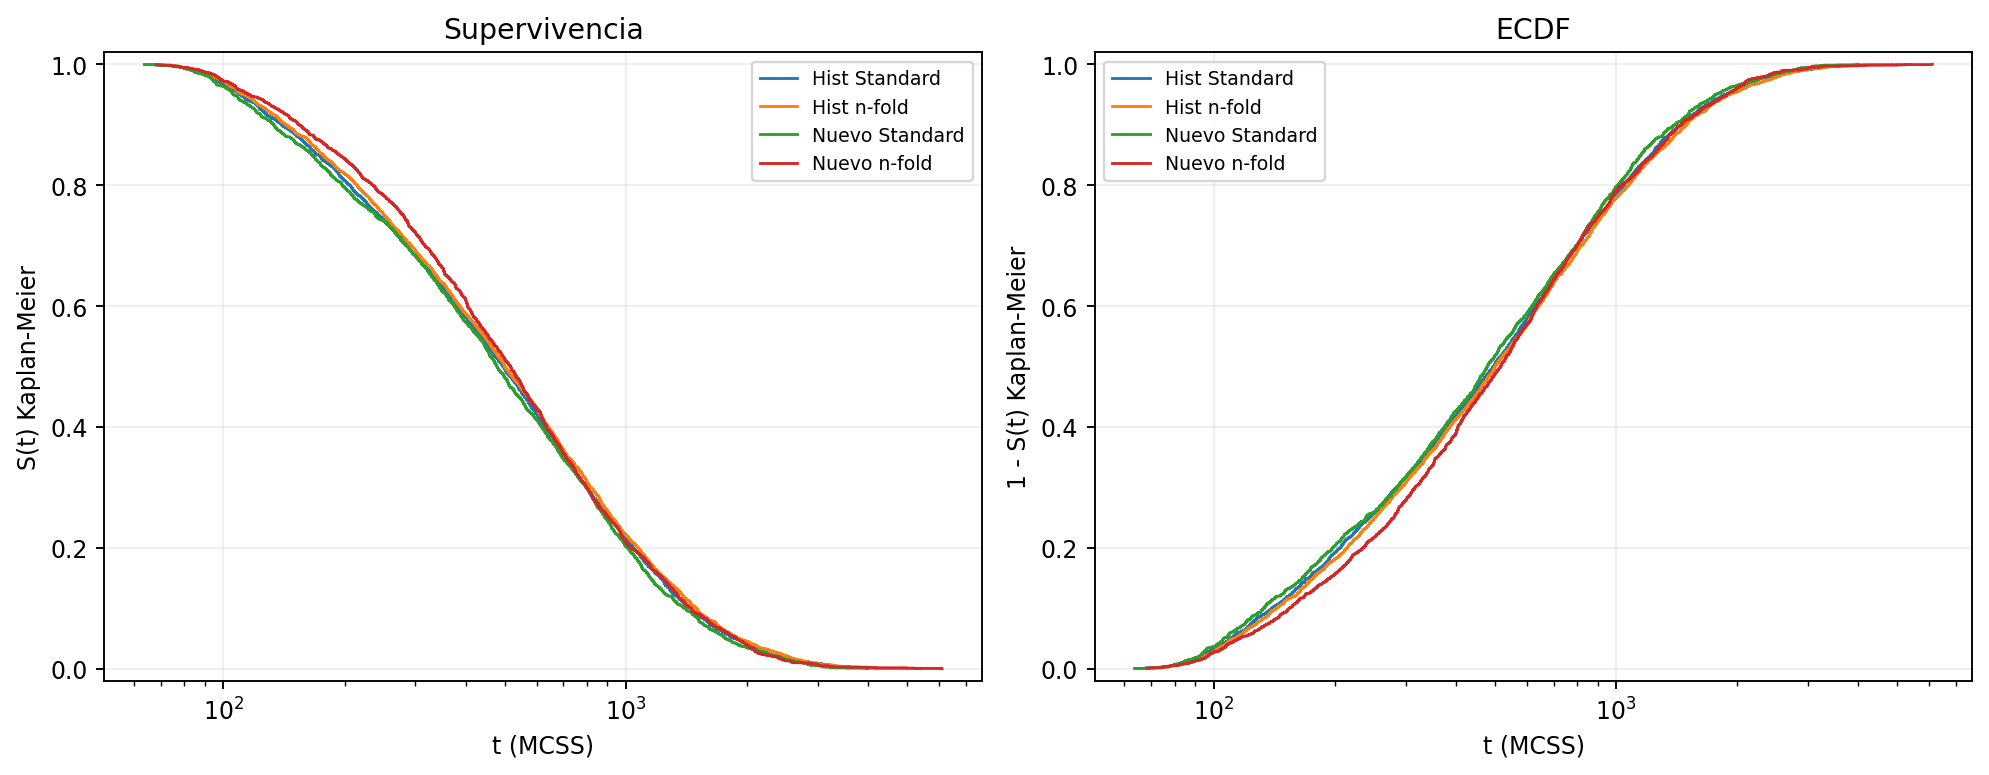 Supervivencia
S(t) Kaplan-Meier
1.0
0.8
0.6
0.4
0.2
0.0
Hist Standard
Hist n-fold
Nuevo Standard
Nuevo n-fold
10²
10³
t (MCSS)
ECDF
1 - S(t) Kaplan-Meier
1.0
0.8
0.6
0.4
0.2
0.0
Hist Standard
Hist n-fold
Nuevo Standard
Nuevo n-fold
10²
10³
t (MCSS)